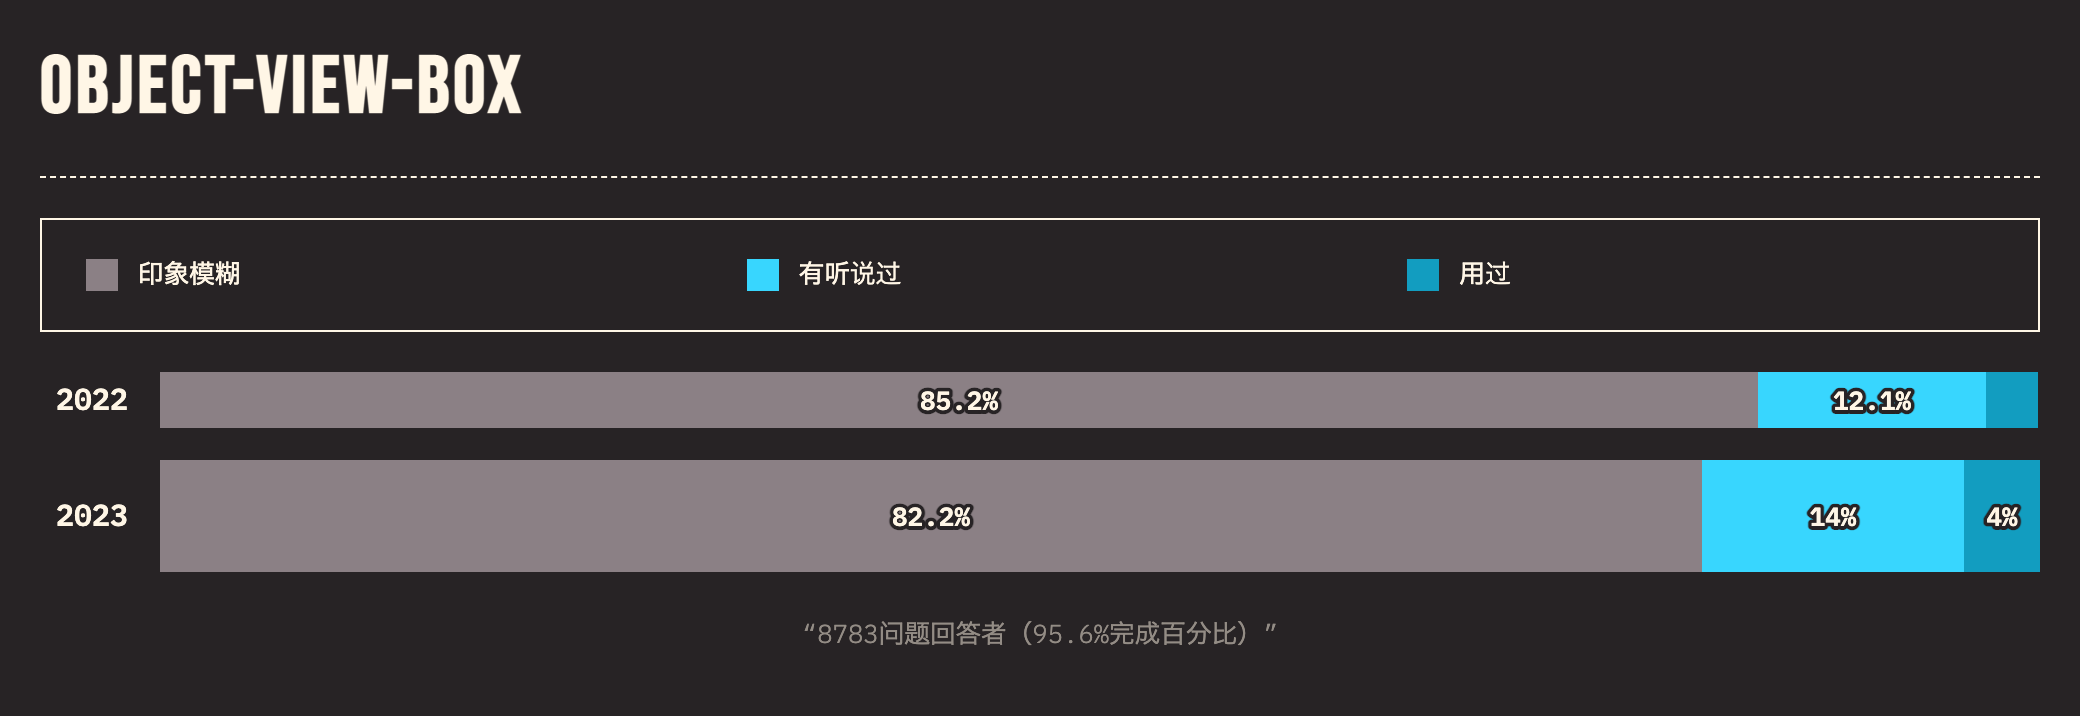 OBJECT-VIEW-BOX
印象模糊 有听说过 用过
2022 85.2% 12.1%
2023 82.2% 14% 4%
“8783问题回答者（95.6%完成百分比）”